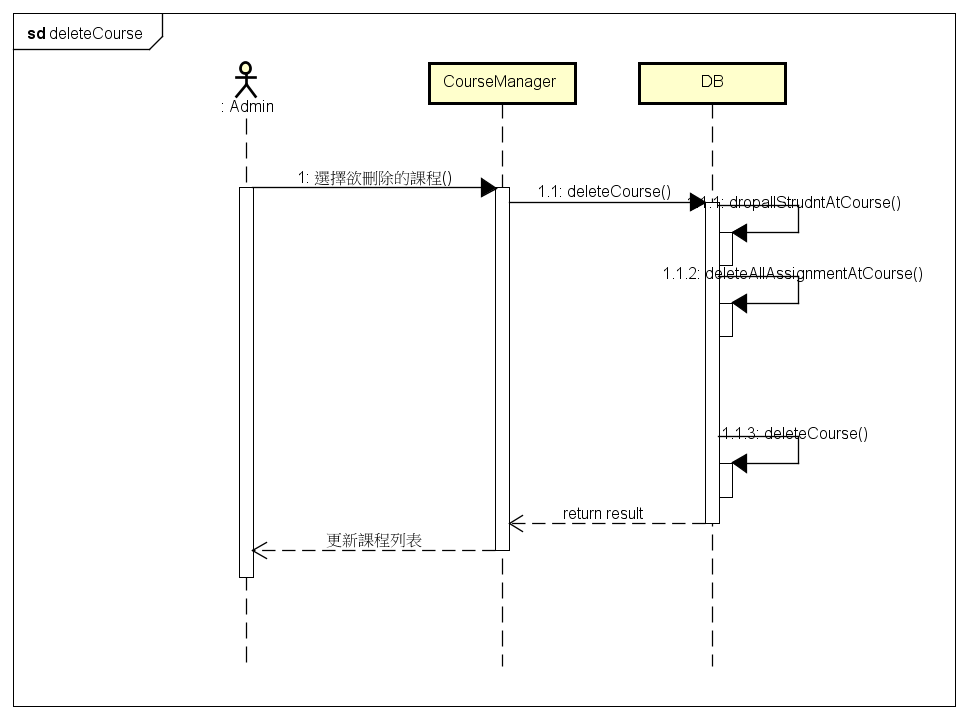 sd deleteCourse
: Admin
CourseManager
DB
1: 選擇欲刪除的課程()
1.1: deleteCourse()
1.1.1: dropallStrudntAtCourse()
1.1.2: deleteAllAssignmentAtCourse()
1.1.3: deleteCourse()
return result
更新課程列表